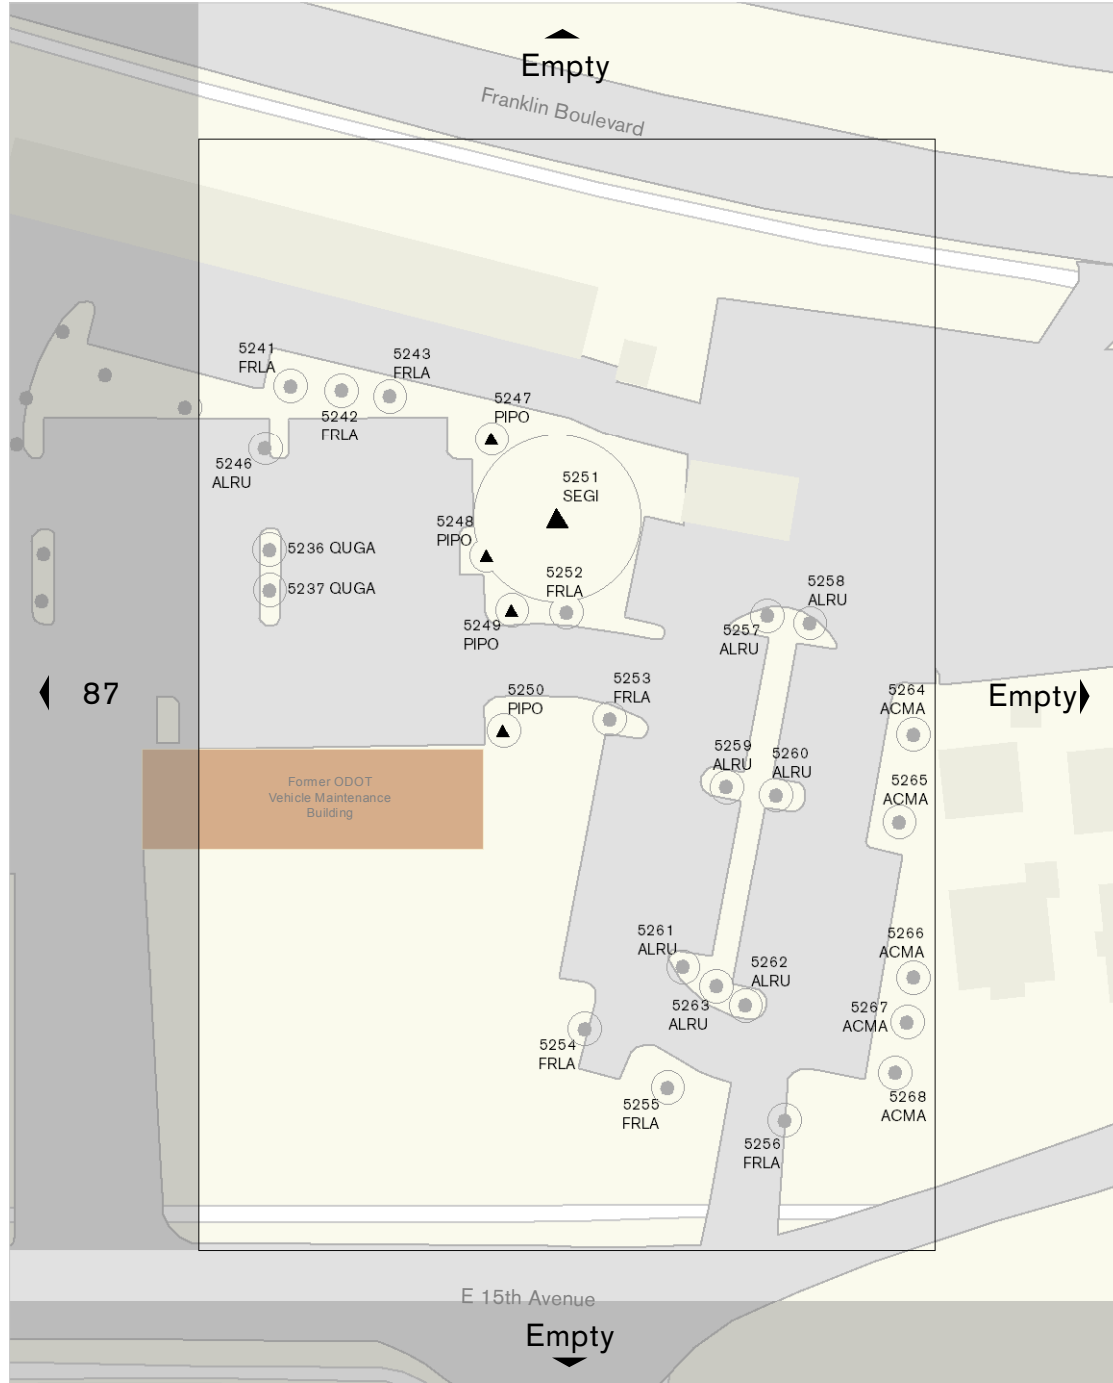 Empty
Franklin Boulevard
5241
FRLA
5243
FRLA
5242
FRLA
5247
PIPO
5246
ALRU
5251
SEGI
5248
PIPO
5236 QUGA
5252
FRLA
5237 QUGA
5258
ALRU
5249
PIPO
5257
ALRU
87
5253
FRLA
5250
PIPO
5264
ACMA
Empty
5259
ALRU
5260
ALRU
5265
ACMA
Former ODOT
Vehicle Maintenance
Building
5261
ALRU
5262
ALRU
5266
ACMA
5263
ALRU
5267
ACMA
5254
FRLA
5255
FRLA
5268
ACMA
5256
FRLA
E 15th Avenue
Empty